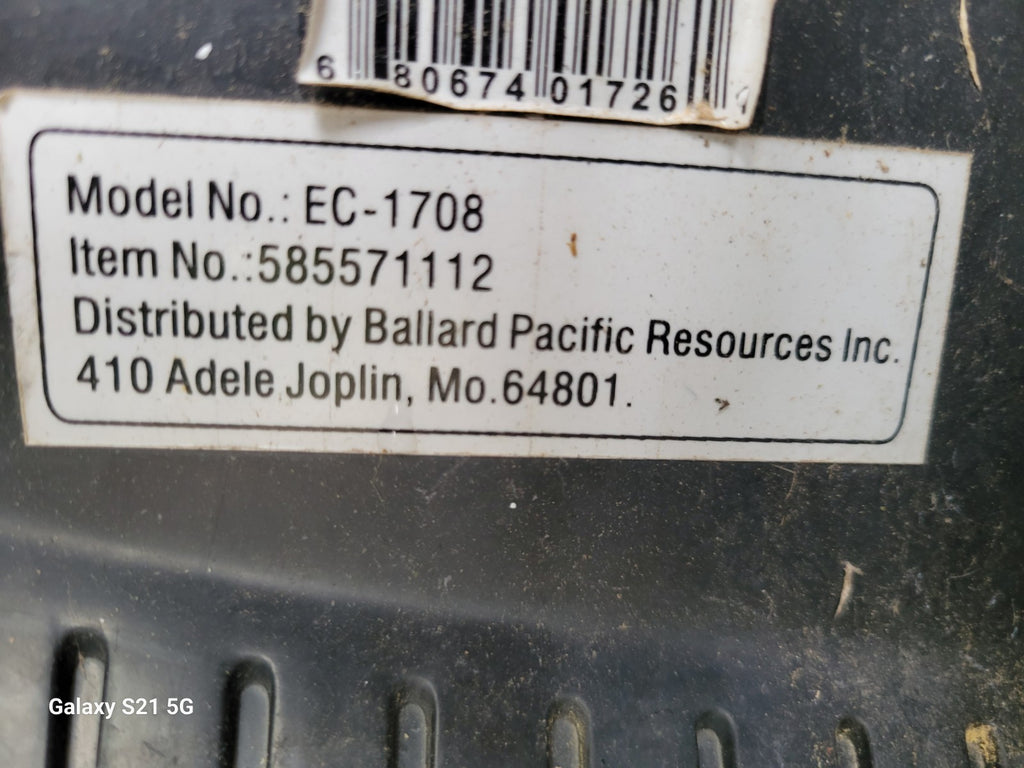 6 80674 01726
Model No.: EC-1708
Item No.:585571112
Distributed by Ballard Pacific Resources Inc.
410 Adele Joplin, Mo.64801.
Galaxy S21 5G